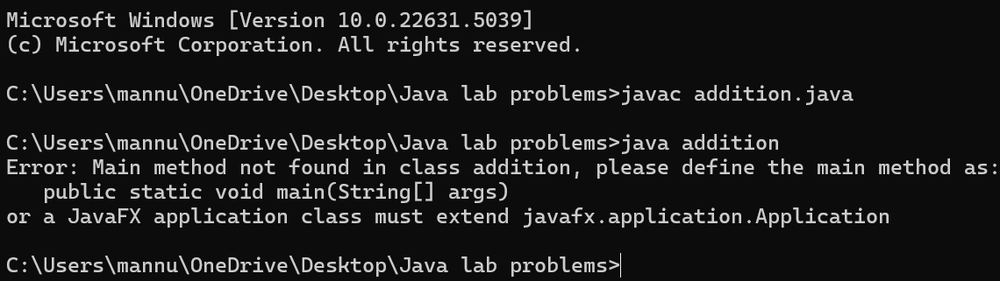 Microsoft Windows [Version 10.0.22631.5039]
(c) Microsoft Corporation. All rights reserved.
C:\Users\mannu\OneDrive\Desktop\Java lab problems>javac addition.java
C:\Users\mannu\OneDrive\Desktop\Java lab problems>java addition
Error: Main method not found in class addition, please define the main method as:
   public static void main(String[] args)
or a JavaFX application class must extend javafx.application.Application
C:\Users\mannu\OneDrive\Desktop\Java lab problems>